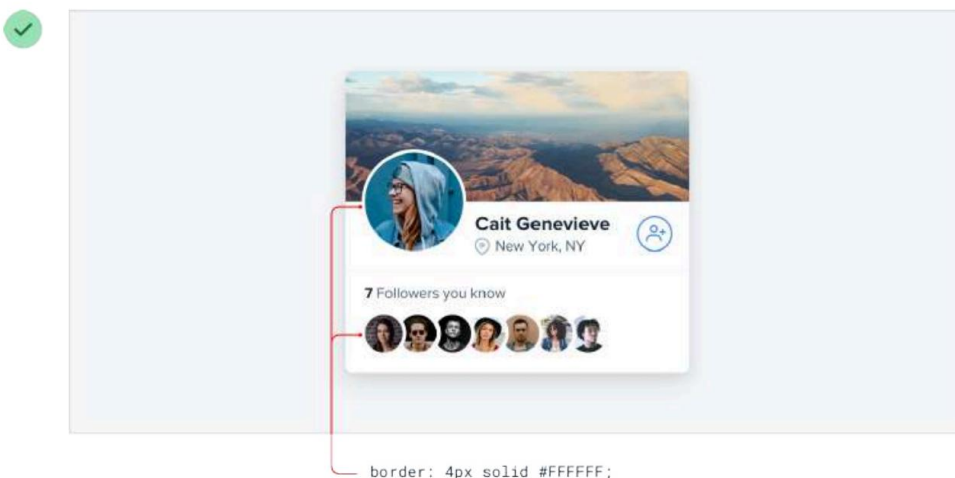 Cait Genevieve
New York, NY
7 Followers you know
border: 4px solid #FFFFFF;